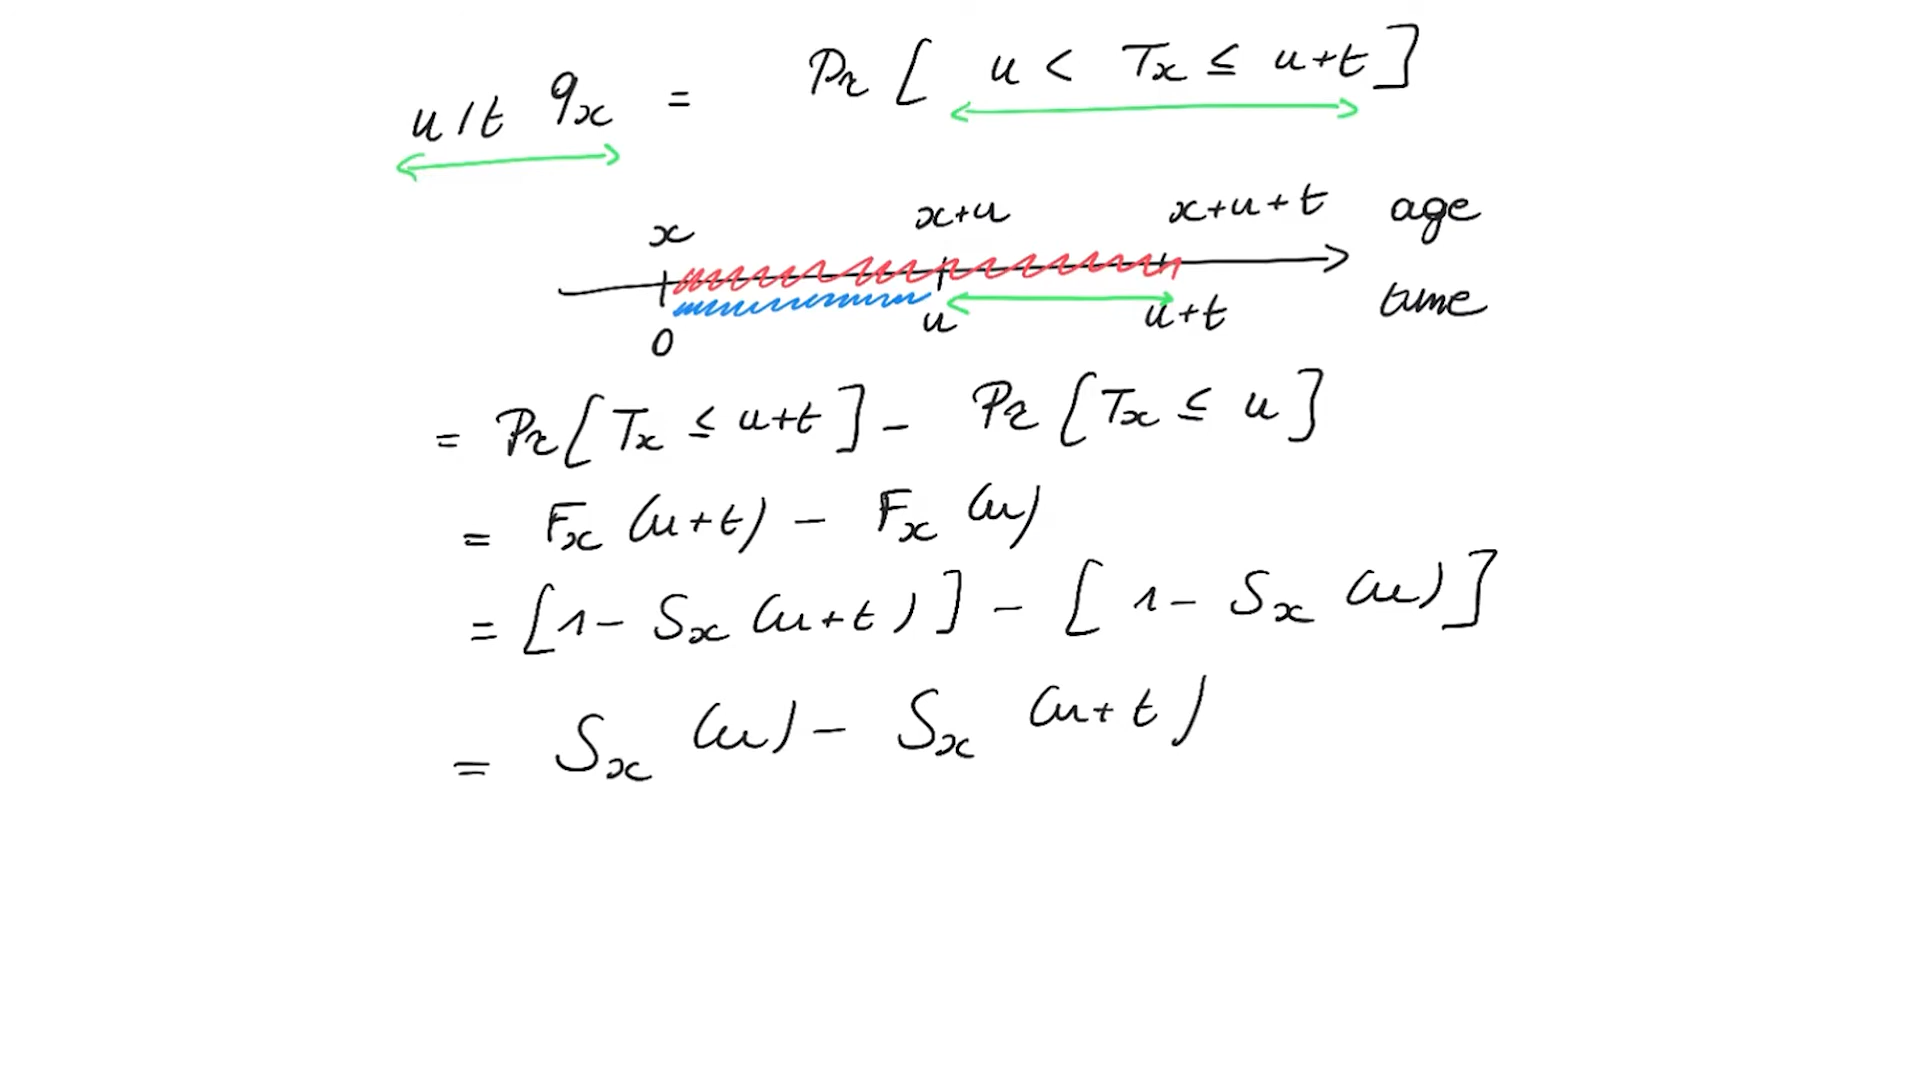 u|t qx = Pr [ u < Tx ≤ u+t ]
x x+u x+u+t age
0 u u+t time
= Pr [ Tx ≤ u+t ] - Pr [ Tx ≤ u ]
= Fx (u+t) - Fx (u)
= [ 1 - Sx (u+t) ] - [ 1 - Sx (u) ]
= Sx (u) - Sx (u+t)